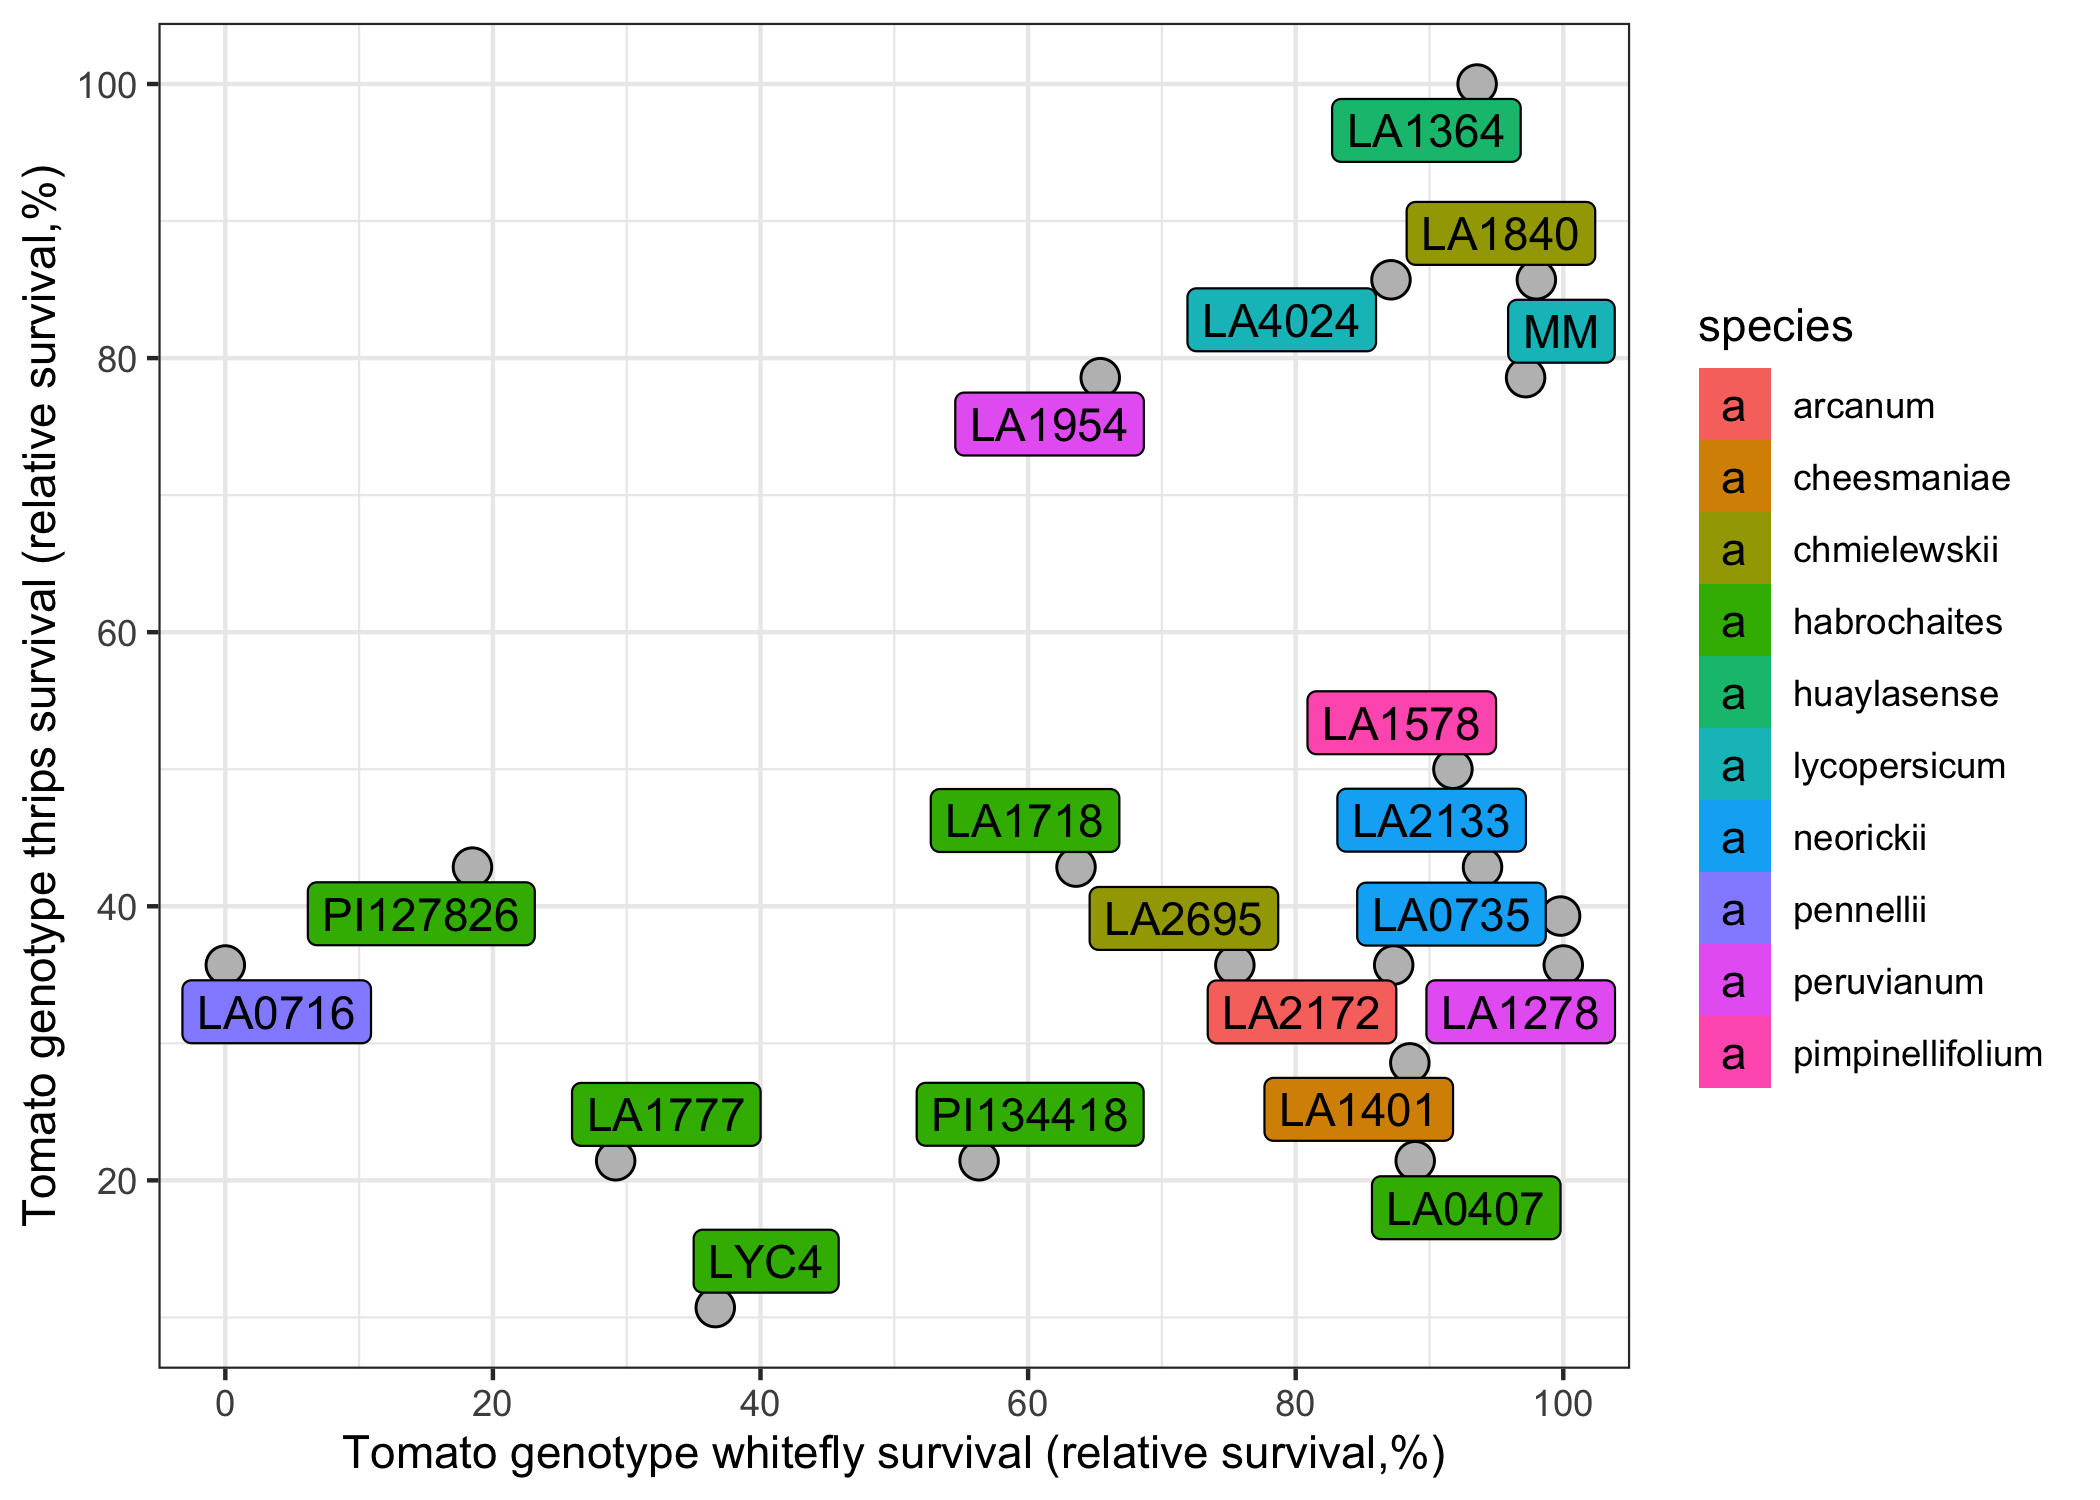 Tomato genotype thrips survival (relative survival,%)
100
80
60
40
20
LA1364
LA1840
LA4024
MM
LA1954
LA1578
LA1718
LA2133
PI127826
LA2695
LA0735
LA0716
LA2172
LA1278
LA1777
PI134418
LA1401
LA0407
LYC4
0 20 40 60 80 100
Tomato genotype whitefly survival (relative survival,%)
species
a arcanum
a cheesmaniae
a chmielewskii
a habrochaites
a huaylasense
a lycopersicum
a neorickii
a pennellii
a peruvianum
a pimpinellifolium